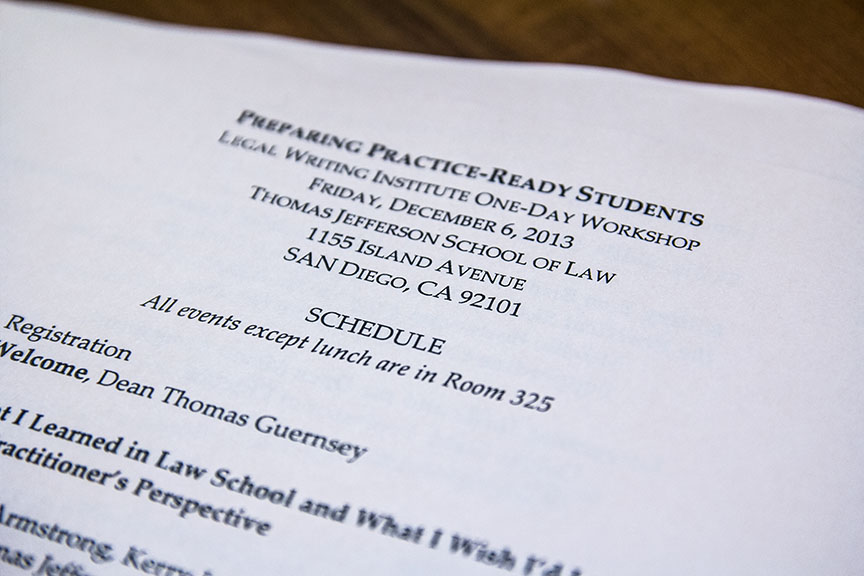 PREPARING PRACTICE-READY STUDENTS
LEGAL WRITING INSTITUTE ONE-DAY WORKSHOP
FRIDAY, DECEMBER 6, 2013
THOMAS JEFFERSON SCHOOL OF LAW
1155 ISLAND AVENUE
SAN DIEGO, CA 92101
SCHEDULE
All events except lunch are in Room 325
Registration
Welcome, Dean Thomas Guernsey
I Learned in Law School and What I Wish I'd
Practitioner's Perspective
Armstrong, Kerry